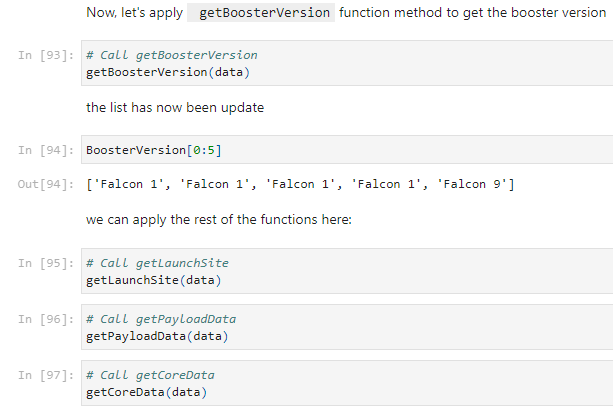 Now, let's apply getBoosterVersion function method to get the booster version
In [93]: # Call getBoosterVersion
getBoosterVersion(data)
the list has now been update
In [94]: BoosterVersion[0:5]
Out[94]: ['Falcon 1', 'Falcon 1', 'Falcon 1', 'Falcon 1', 'Falcon 9']
we can apply the rest of the functions here:
In [95]: # Call getLaunchSite
getLaunchSite(data)
In [96]: # Call getPayloadData
getPayloadData(data)
In [97]: # Call getCoreData
getCoreData(data)